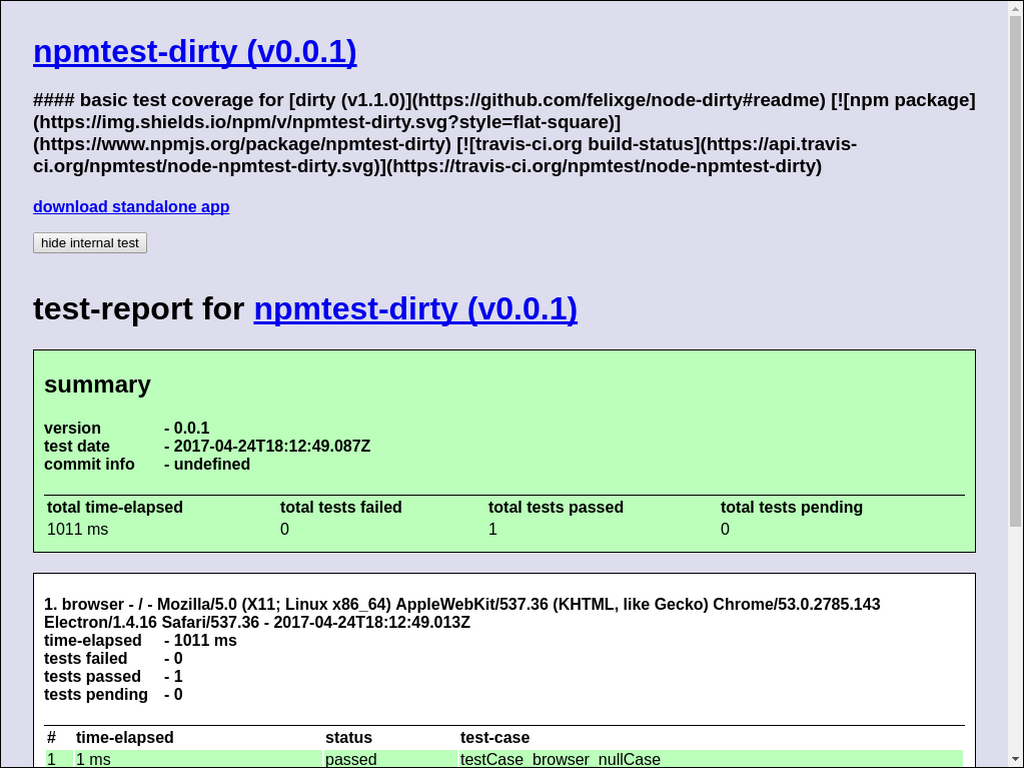 npmtest-dirty (v0.0.1)
#### basic test coverage for [dirty (v1.1.0)](https://github.com/felixge/node-dirty#readme) [![npm package]
(https://img.shields.io/npm/v/npmtest-dirty.svg?style=flat-square)]
(https://www.npmjs.org/package/npmtest-dirty) [![travis-ci.org build-status](https://api.travis-
ci.org/npmtest/node-npmtest-dirty.svg)](https://travis-ci.org/npmtest/node-npmtest-dirty)
download standalone app
hide internal test
test-report for npmtest-dirty (v0.0.1)
summary
version - 0.0.1
test date - 2017-04-24T18:12:49.087Z
commit info - undefined
total time-elapsed total tests failed total tests passed total tests pending
1011 ms 0 1 0
1. browser - / - Mozilla/5.0 (X11; Linux x86_64) AppleWebKit/537.36 (KHTML, like Gecko) Chrome/53.0.2785.143
Electron/1.4.16 Safari/537.36 - 2017-04-24T18:12:49.013Z
time-elapsed - 1011 ms
tests failed - 0
tests passed - 1
tests pending - 0
# time-elapsed status test-case
1 1 ms passed testCase_browser_nullCase